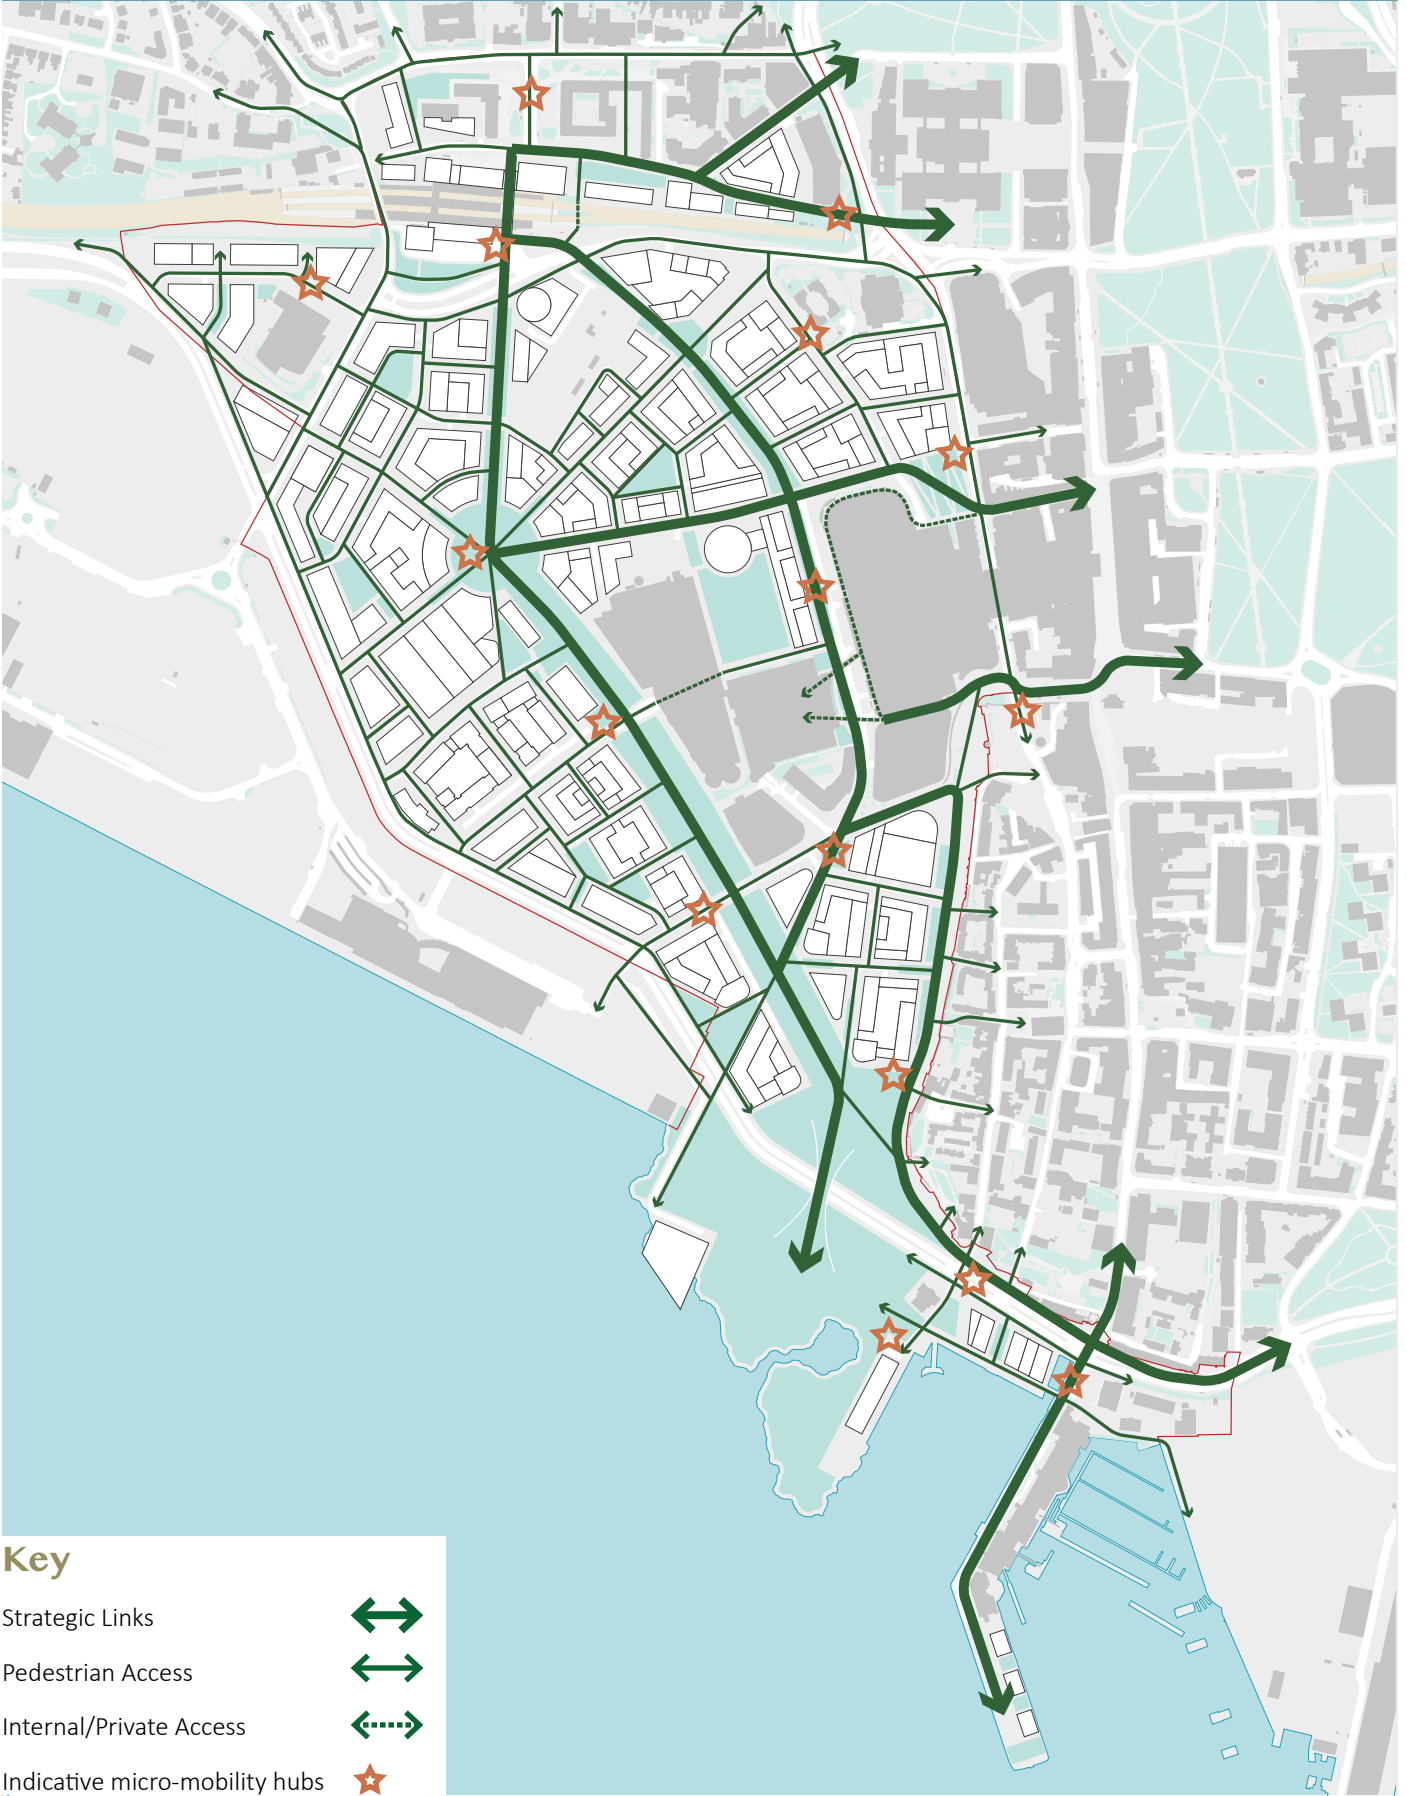 Key
Strategic Links
Pedestrian Access
Internal/Private Access
Indicative micro-mobility hubs